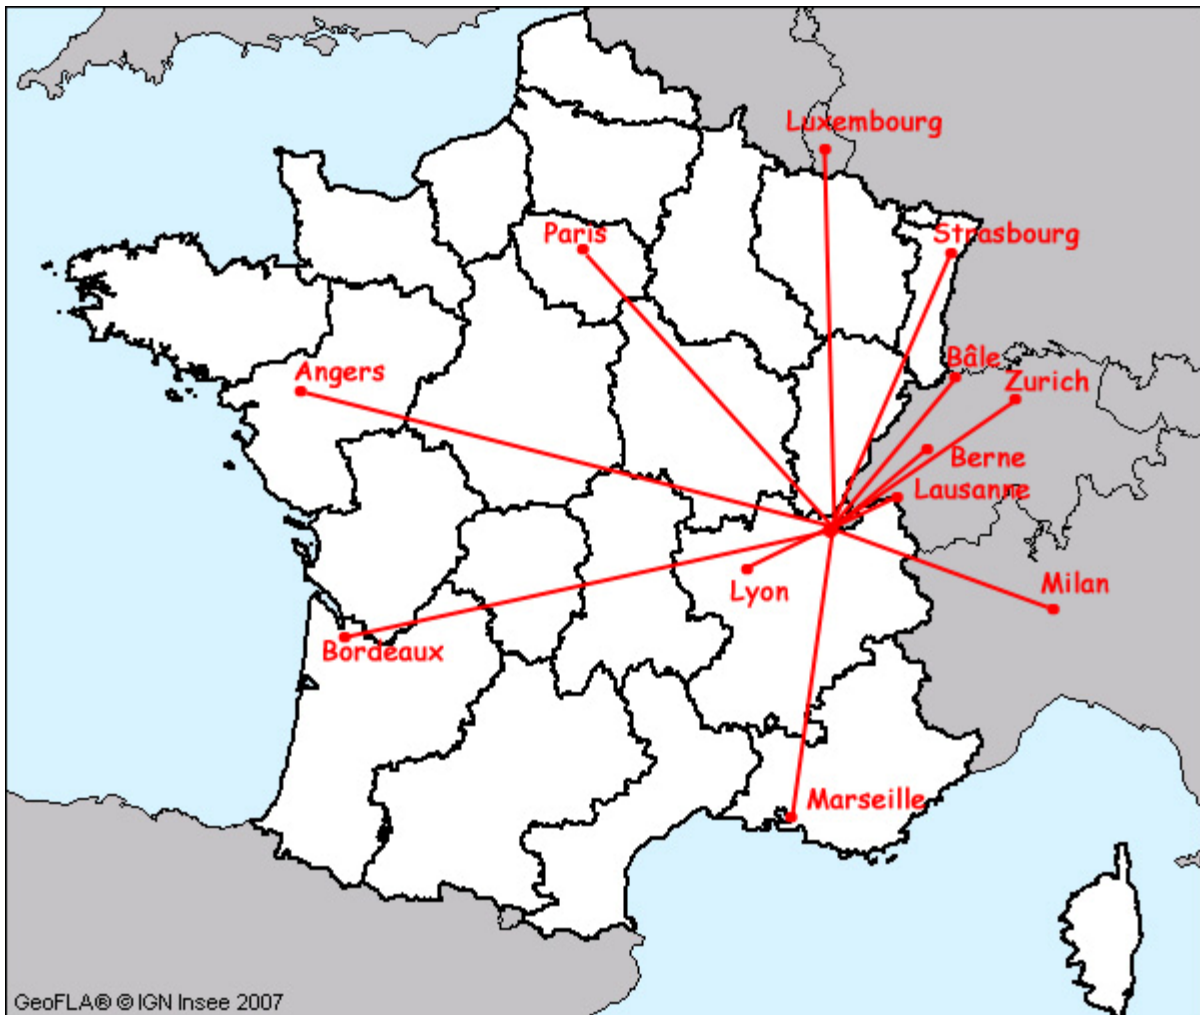 Luxembourg
Paris
Strasbourg
Angers
Bâle
Zurich
Berne
Lausanne
Lyon
Milan
Bordeaux
Marseille
GeoFLA® © IGN Insee 2007